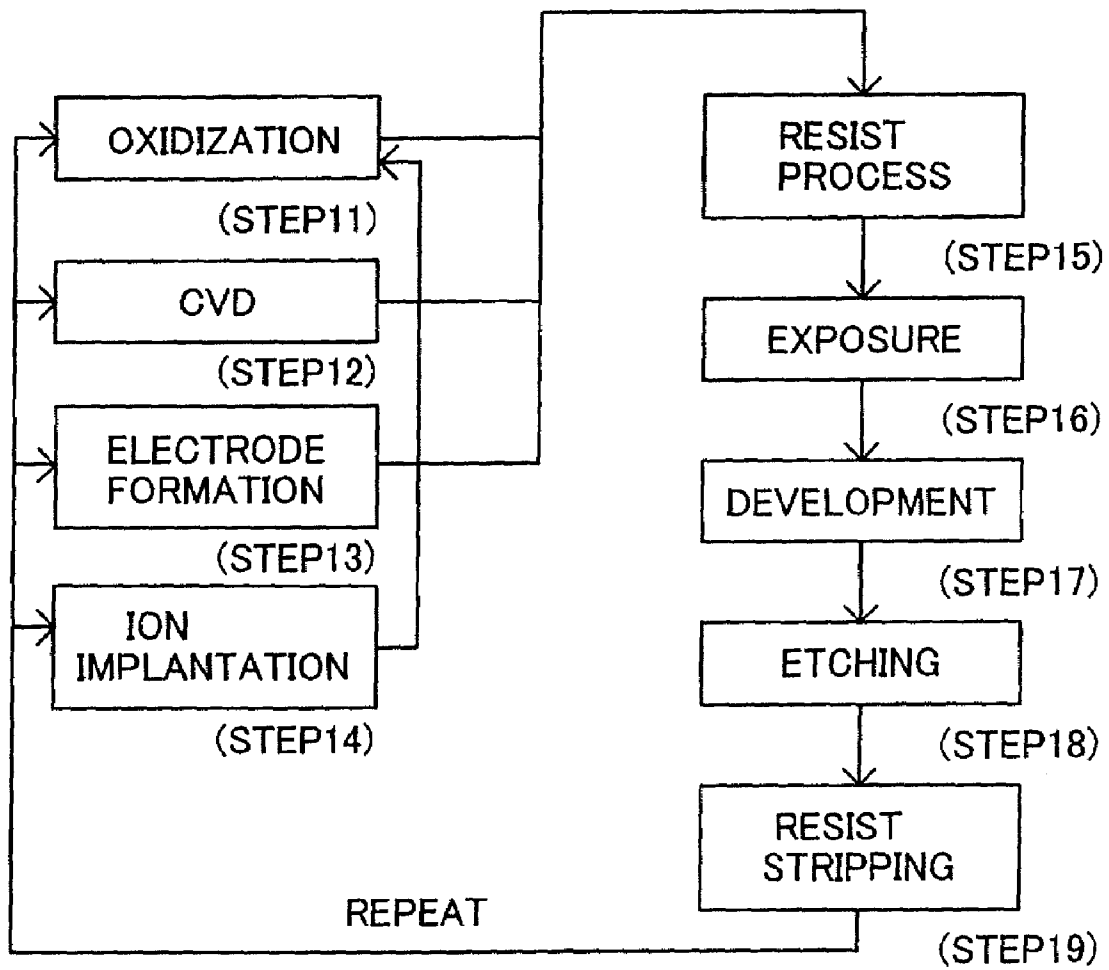 OXIDIZATION
(STEP11)
CVD
(STEP12)
ELECTRODE
FORMATION
(STEP13)
ION
IMPLANTATION
(STEP14)
RESIST
PROCESS
(STEP15)
EXPOSURE
(STEP16)
DEVELOPMENT
(STEP17)
ETCHING
(STEP18)
RESIST
STRIPPING
(STEP19)
REPEAT